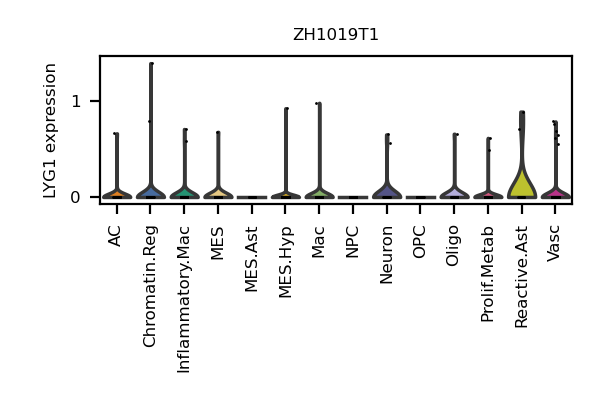 ZH1019T1
LYG1 expression
1
0
AC
Chromatin.Reg
Inflammatory.Mac
MES
MES.Ast
MES.Hyp
Mac
NPC
Neuron
OPC
Oligo
Prolif.Metab
Reactive.Ast
Vasc